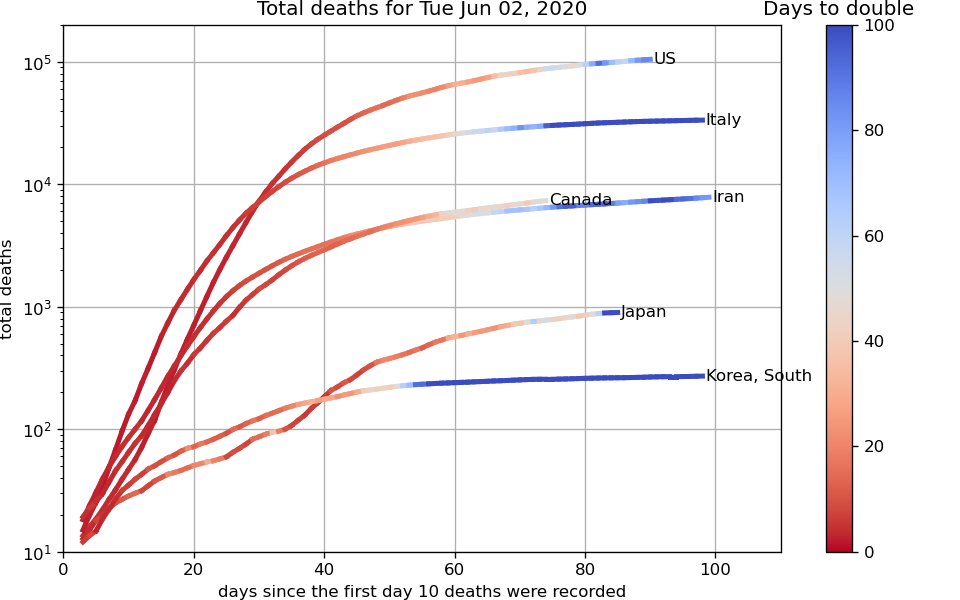 Total deaths for Tue Jun 02, 2020
Days to double
total deaths
10^5
10^4
10^3
10^2
10^1
US
Italy
Canada
Iran
Japan
Korea, South
0 20 40 60 80 100
days since the first day 10 deaths were recorded
100
80
60
40
20
0